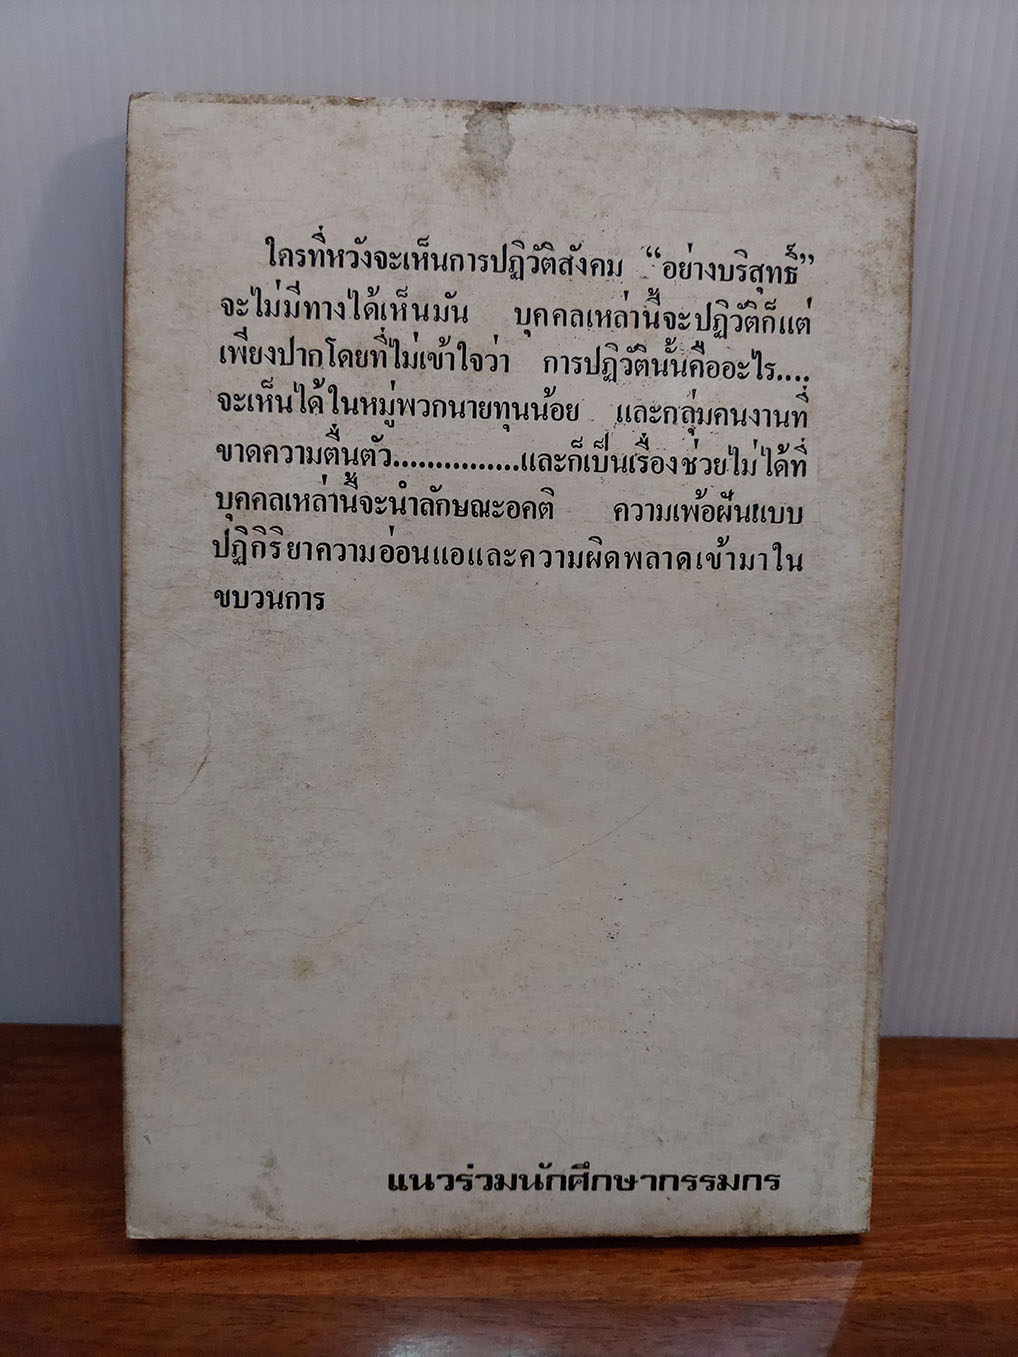 ใครที่หวังจะเห็นการปฏิวัติสังคม “อย่างบริสุทธิ์”
จะไม่มีทางได้เห็นมัน บุคคลเหล่านี้จะปฏิวัติก็แต่
เพียงปากโดยที่ไม่เข้าใจว่า การปฏิวัตินั้นคืออะไร....
จะเห็นได้ในหมู่พวกนายทุนน้อย และกลุ่มคนงานที่
ขาดความตื่นตัว...............และก็เป็นเรื่องช่วยไม่ได้ที่
บุคคลเหล่านี้จะนำลักษณะอคติ ความเพ้อฝันแบบ
ปฏิกิริยาความอ่อนแอและความผิดพลาดเข้ามาใน
ขบวนการ
แนวร่วมนักศึกษากรรมกร